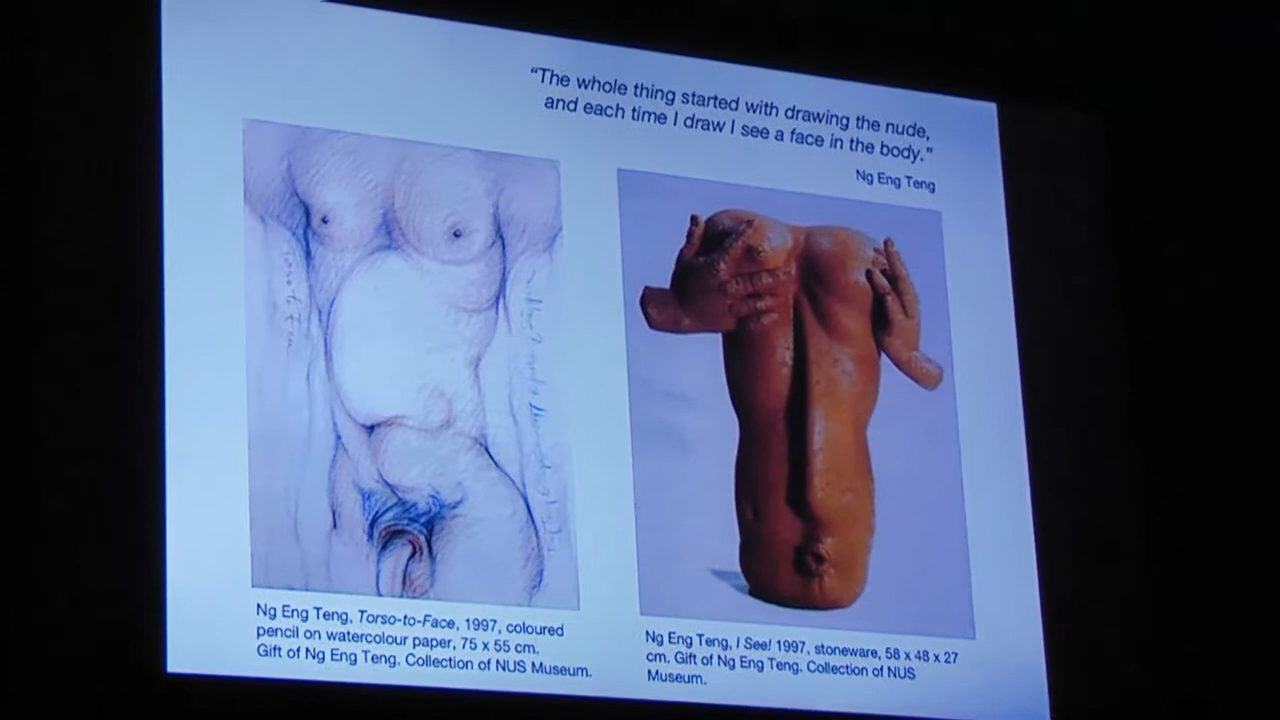 “The whole thing started with drawing the nude,
and each time I draw I see a face in the body.”
Ng Eng Teng
Torso to Face
Ng Eng Teng, Torso-to-Face, 1997, coloured
pencil on watercolour paper, 75 x 55 cm.
Gift of Ng Eng Teng. Collection of NUS Museum.
Ng Eng Teng, I See! 1997, stoneware, 58 x 48 x 27
cm. Gift of Ng Eng Teng. Collection of NUS
Museum.